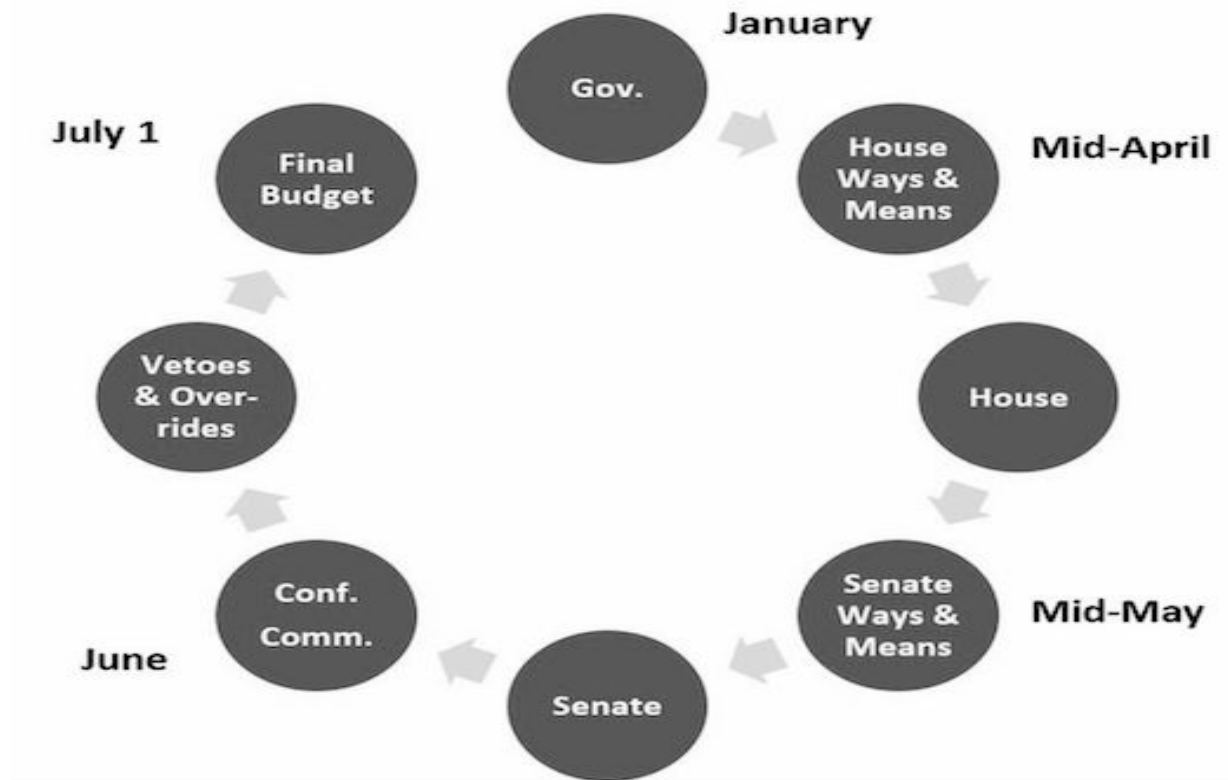 January
Gov.
House
Ways &
Means
Mid-April
House
Senate
Ways &
Means
Mid-May
Senate
Conf.
Comm.
June
Vetoes
& Over-
rides
Final
Budget
July 1